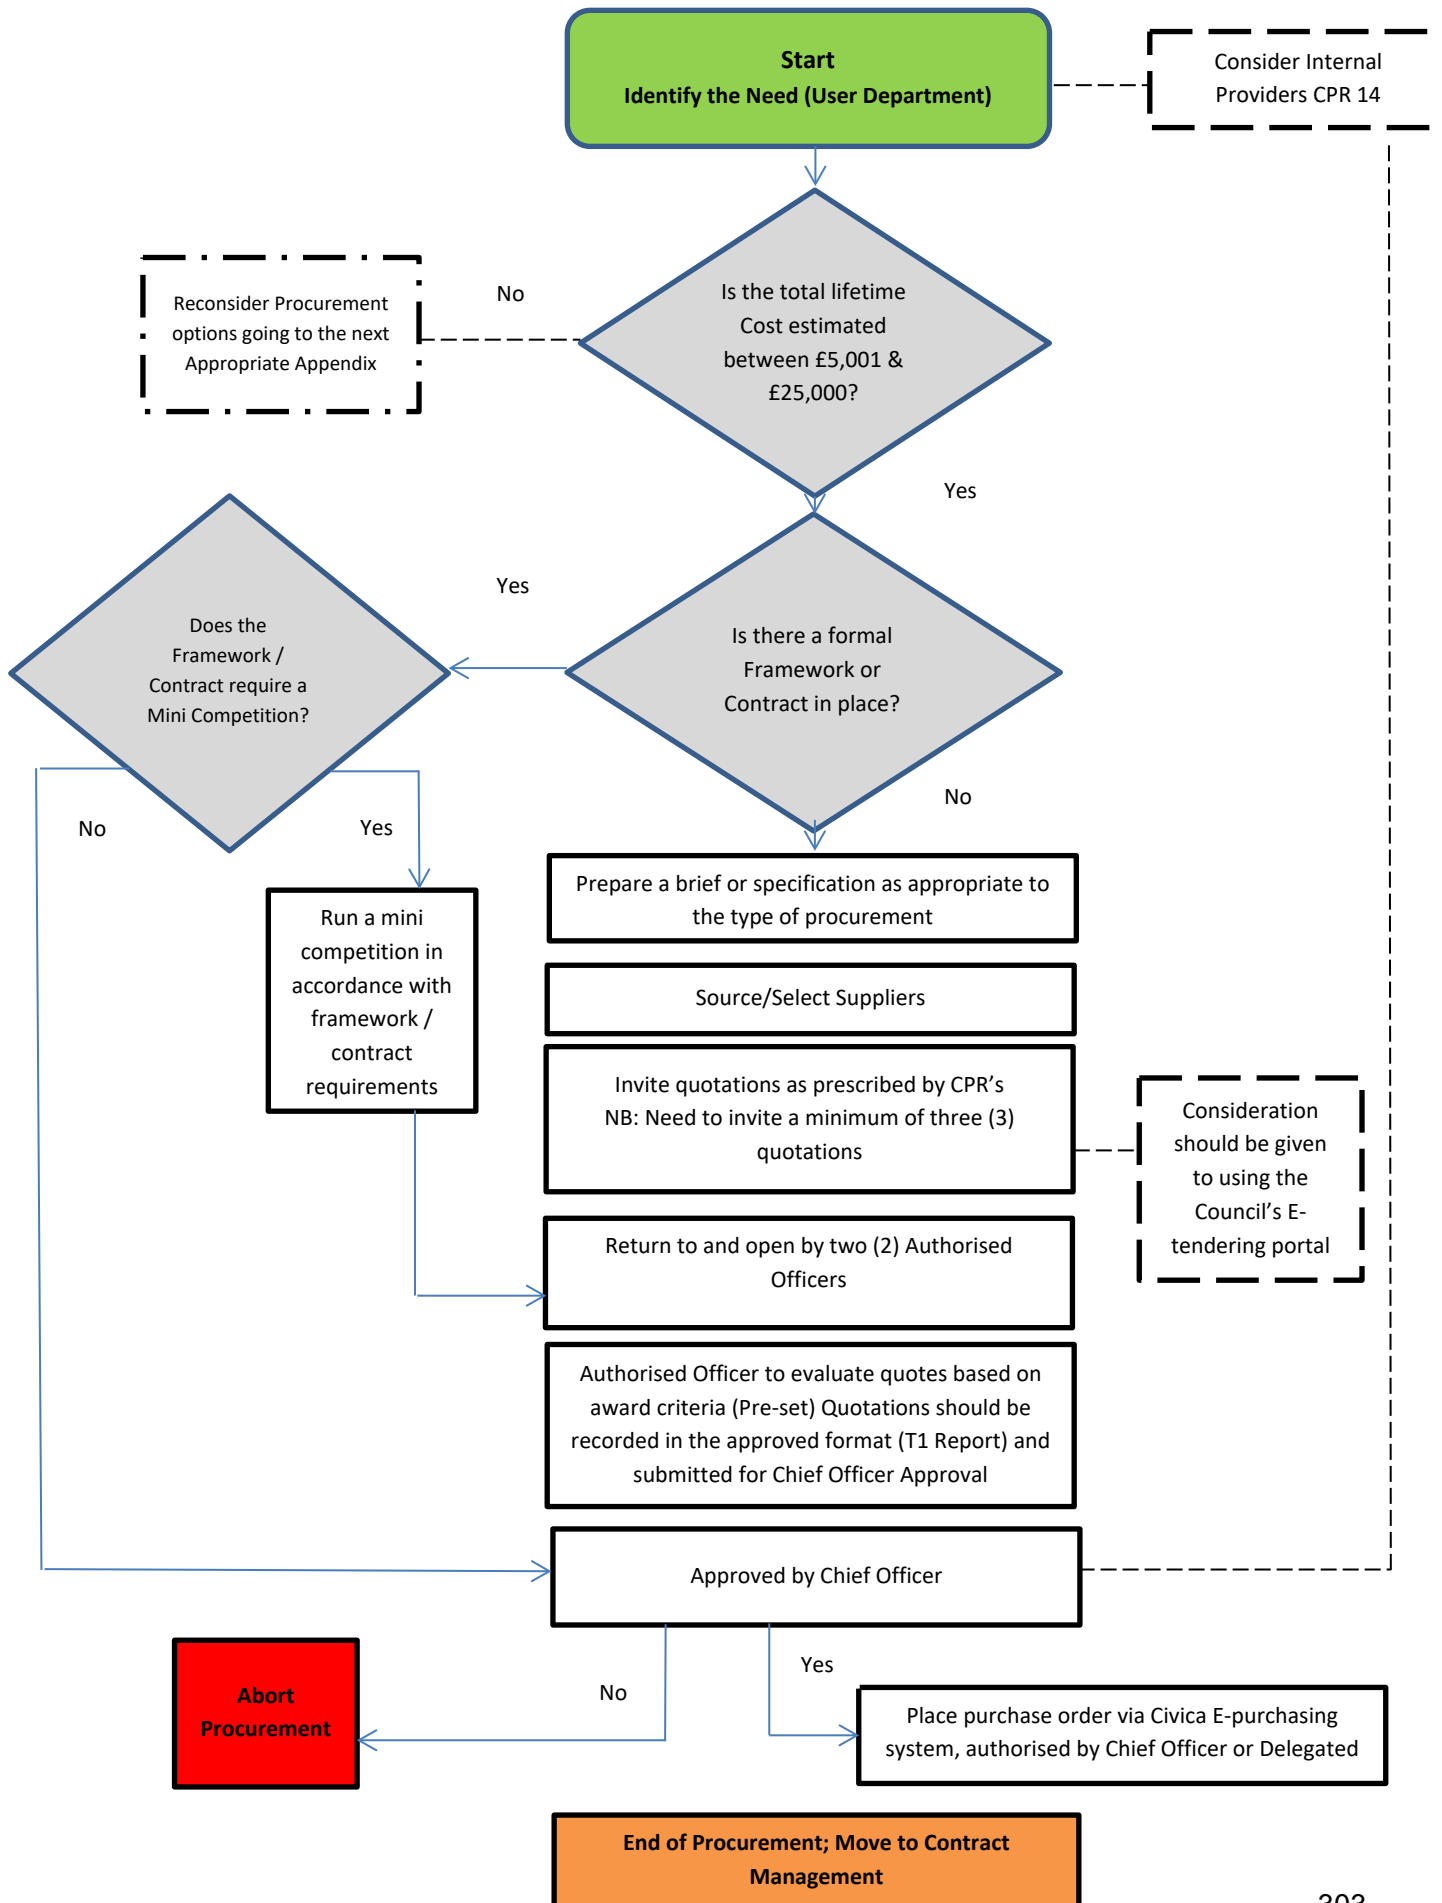 Start
Identify the Need (User Department)
Consider Internal
Providers CPR 14
Is the total lifetime
Cost estimated
between £5,001 &
£25,000?
No
Reconsider Procurement
options going to the next
Appropriate Appendix
Yes
Is there a formal
Framework or
Contract in place?
Yes
Does the
Framework /
Contract require a
Mini Competition?
No
No
Yes
Prepare a brief or specification as appropriate to
the type of procurement
Run a mini
competition in
accordance with
framework /
contract
requirements
Source/Select Suppliers
Invite quotations as prescribed by CPR’s
NB: Need to invite a minimum of three (3)
quotations
Consideration
should be given
to using the
Council’s E-
tendering portal
Return to and open by two (2) Authorised
Officers
Authorised Officer to evaluate quotes based on
award criteria (Pre-set) Quotations should be
recorded in the approved format (T1 Report) and
submitted for Chief Officer Approval
Approved by Chief Officer
No
Yes
Abort
Procurement
Place purchase order via Civica E-purchasing
system, authorised by Chief Officer or Delegated
End of Procurement; Move to Contract
Management